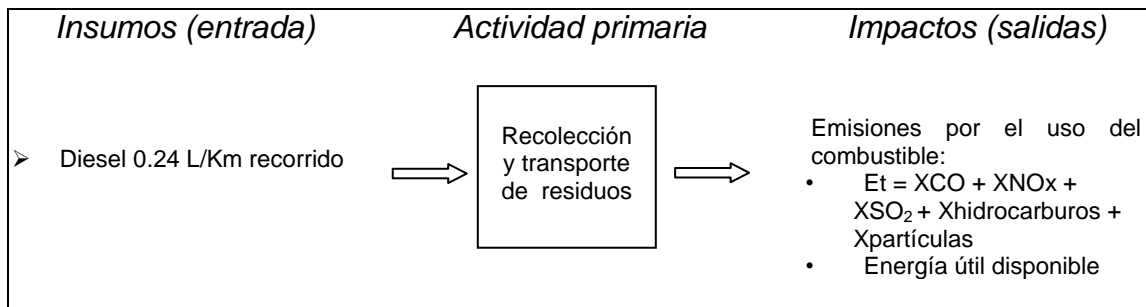 Insumos (entrada) Actividad primaria Impactos (salidas)
➢ Diesel 0.24 L/Km recorrido
Recolección
y transporte
de residuos
Emisiones por el uso del
combustible:
• Et = XCO + XNOx +
XSO₂ + Xhidrocarburos +
Xpartículas
• Energía útil disponible